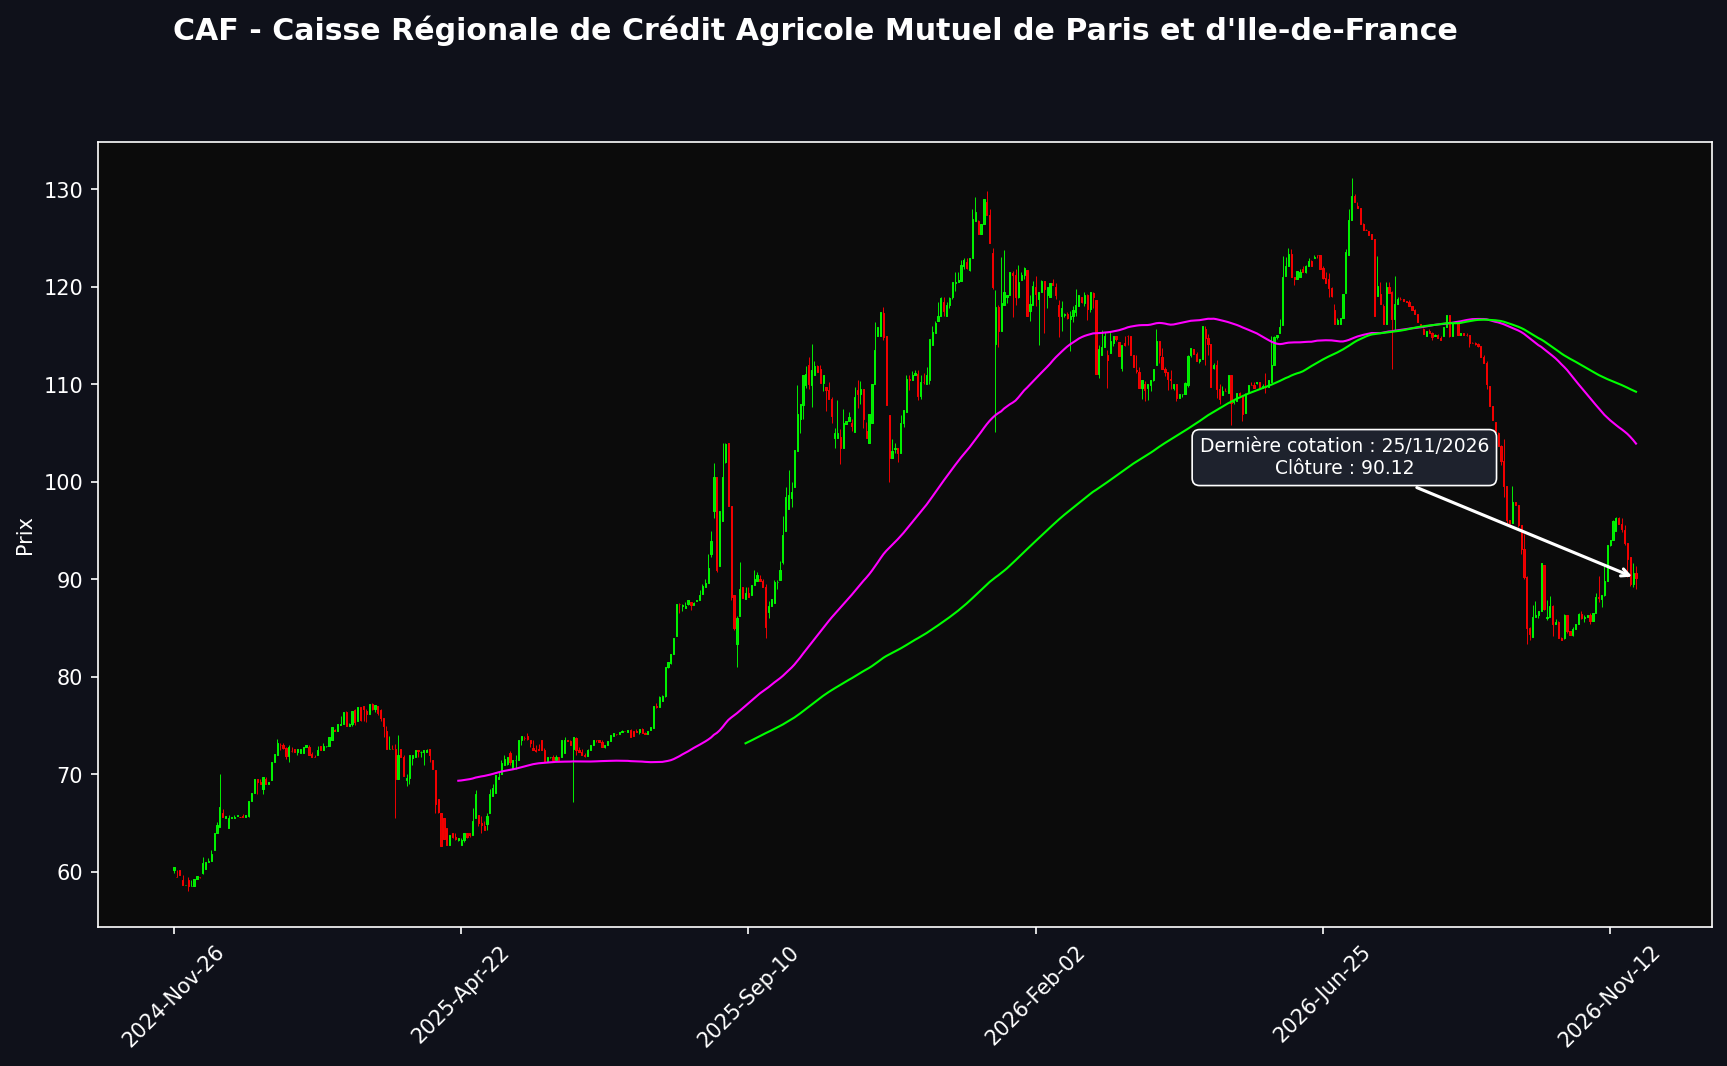 CAF - Caisse Régionale de Crédit Agricole Mutuel de Paris et d'Ile-de-France
130
120
110
100
90
80
70
60
Prix
Dernière cotation : 25/11/2026
Clôture : 90.12
2024-Nov-26
2025-Apr-22
2025-Sep-10
2026-Feb-02
2026-Jun-25
2026-Nov-12